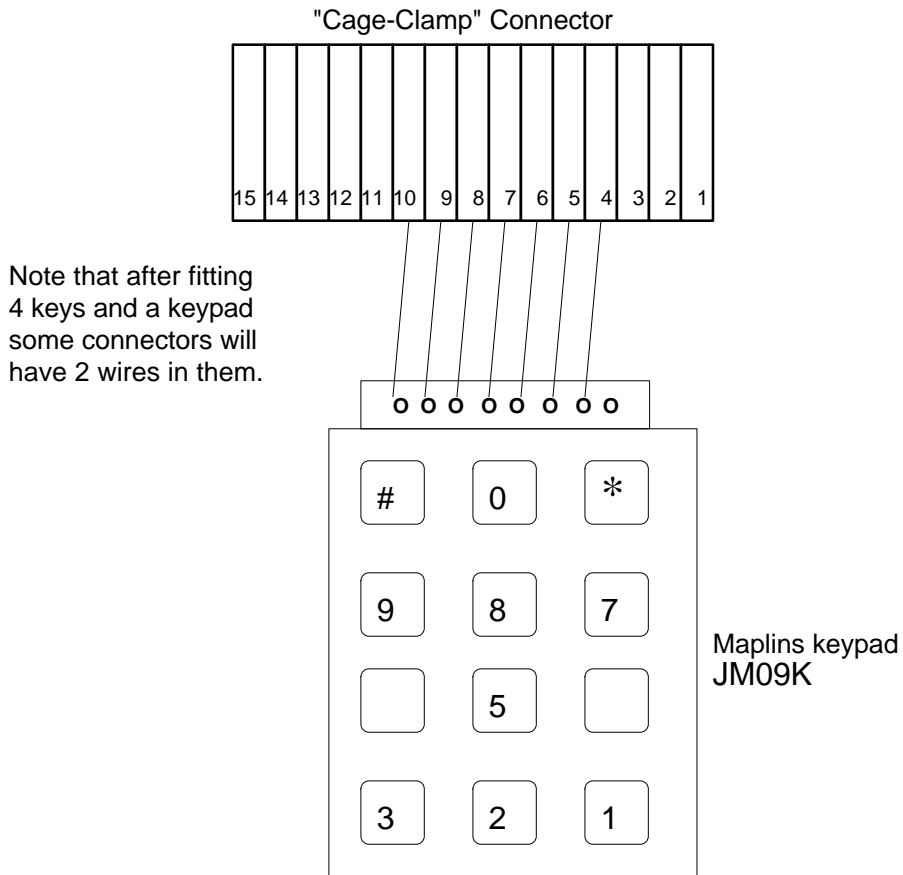 "Cage-Clamp" Connector
15 14 13 12 11 10 9 8 7 6 5 4 3 2 1
Note that after fitting
4 keys and a keypad
some connectors will
have 2 wires in them.
o o o o o o o o
# 0 *
9 8 7
Maplins keypad
JM09K
5
3 2 1